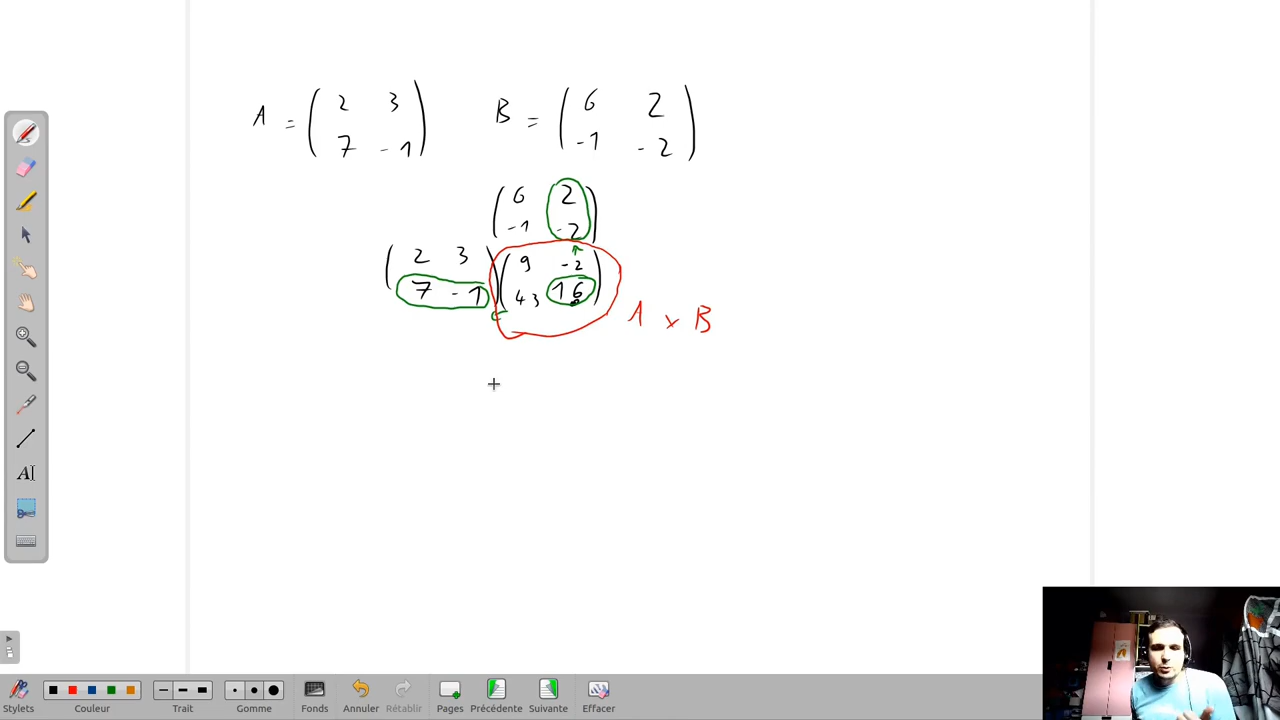 A = ( 2 3 ) B = ( 6 2 )
7 -1 -1 -2
( 6 2 )
-1 -2
( 2 3 ) ( 9 -2 )
7 -1 43 16
A × B
Stylets Couleur Trait Gomme Fonds Annuler Rétablir Pages Précédente Suivante Effacer